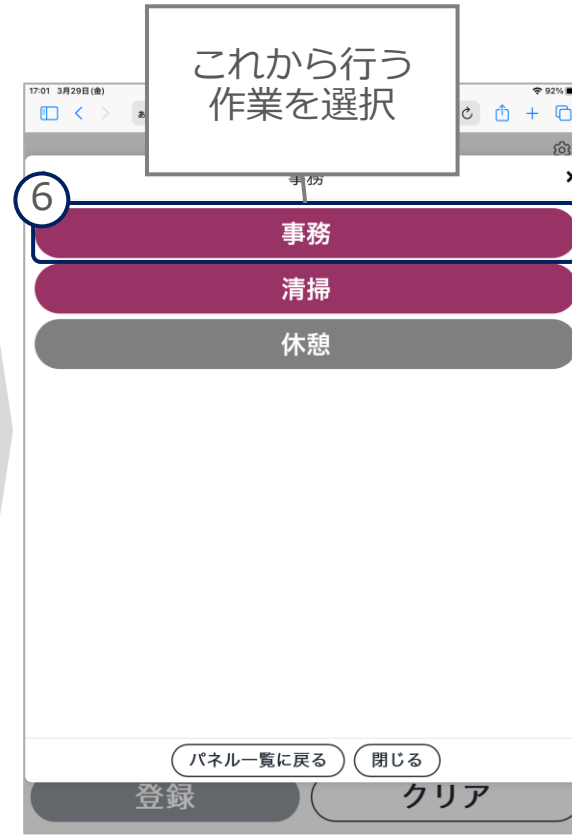 これから行う
作業を選択
17:01 3月29日(金)
92%
事務
6
事務
清掃
休憩
パネル一覧に戻る
閉じる
登録
クリア